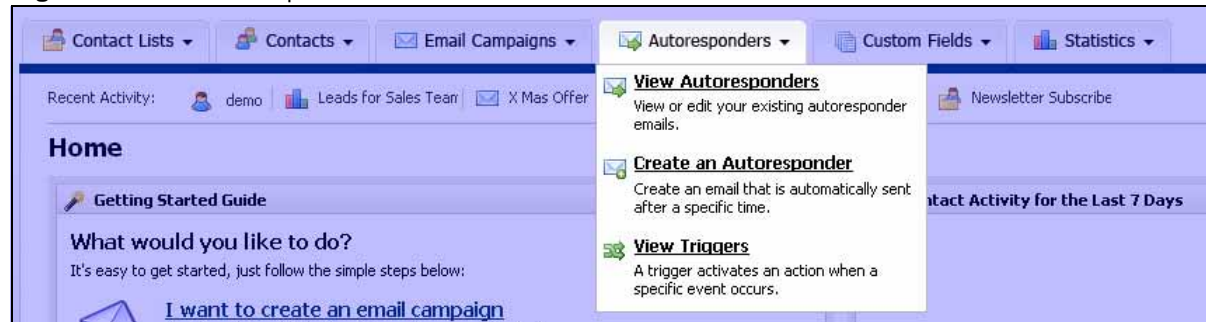 Contact Lists Contacts Email Campaigns Autoresponders Custom Fields Statistics
Recent Activity: demo Leads for Sales Tean X Mas Offer Newsletter Subscribe
Home
Getting Started Guide
What would you like to do?
It's easy to get started, just follow the simple steps below:
I want to create an email campaign
View Autoresponders
View or edit your existing autoresponder
emails.
Create an Autoresponder
Create an email that is automatically sent
after a specific time.
View Triggers
A trigger activates an action when a
specific event occurs.
ntact Activity for the Last 7 Days